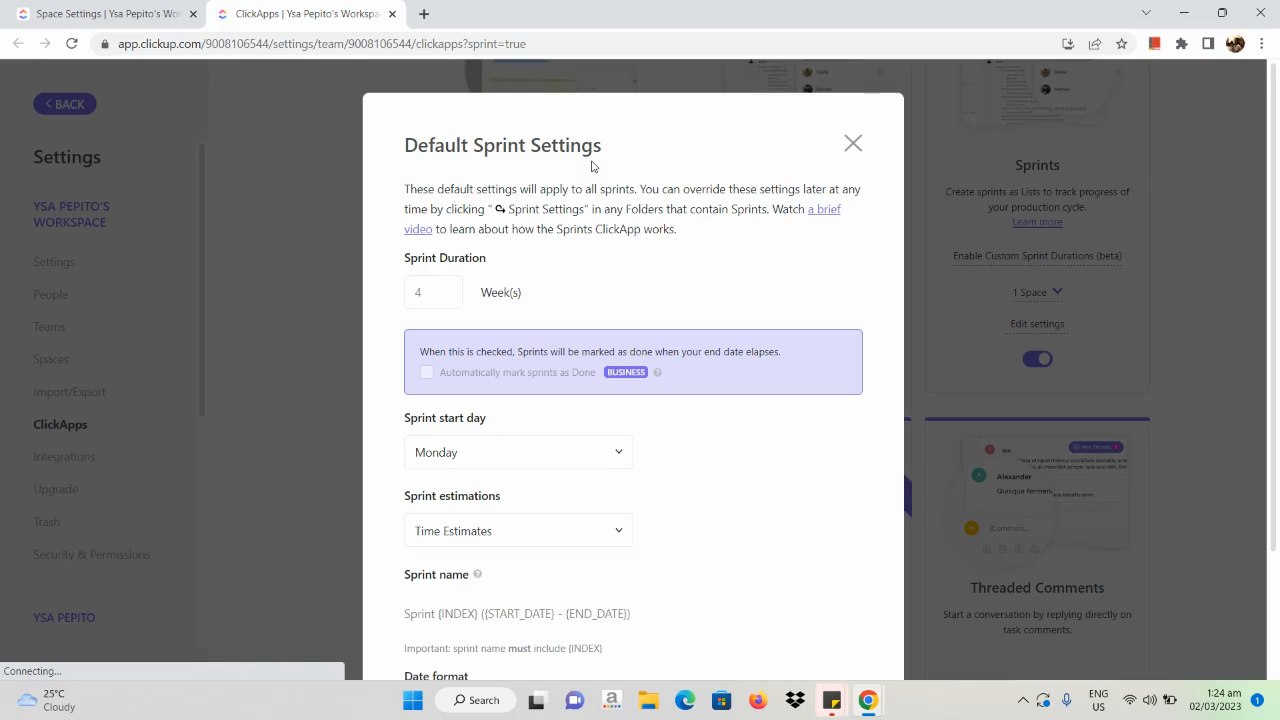 Space Settings | Ysa Pepito's Wor
ClickApps | Ysa Pepito's Workspa
app.clickup.com/9008106544/settings/team/9008106544/clickapps?sprint=true
BACK
Settings
YSA PEPITO'S
WORKSPACE
Settings
People
Teams
Spaces
Import/Export
ClickApps
Integrations
Upgrade
Trash
Security & Permissions
YSA PEPITO
Connecting...
Default Sprint Settings
These default settings will apply to all sprints. You can override these settings later at any
time by clicking " Sprint Settings" in any Folders that contain Sprints. Watch a brief
video to learn about how the Sprints ClickApp works.
Sprint Duration
4 Week(s)
When this is checked, Sprints will be marked as done when your end date elapses.
Automatically mark sprints as Done BUSINESS
Sprint start day
Monday
Sprint estimations
Time Estimates
Sprint name
Sprint {INDEX} ({START_DATE} - {END_DATE})
Important: sprint name must include {INDEX}
Date format
Sprints
Create sprints as Lists to track progress of
your production cycle.
Learn more
Enable Custom Sprint Durations (beta)
1 Space
Edit settings
Alexander
Quisque fermen
Threaded Comments
Start a conversation by replying directly on
task comments.
25°C
Cloudy
Search
ENG
US
1:24 am
02/03/2023
1